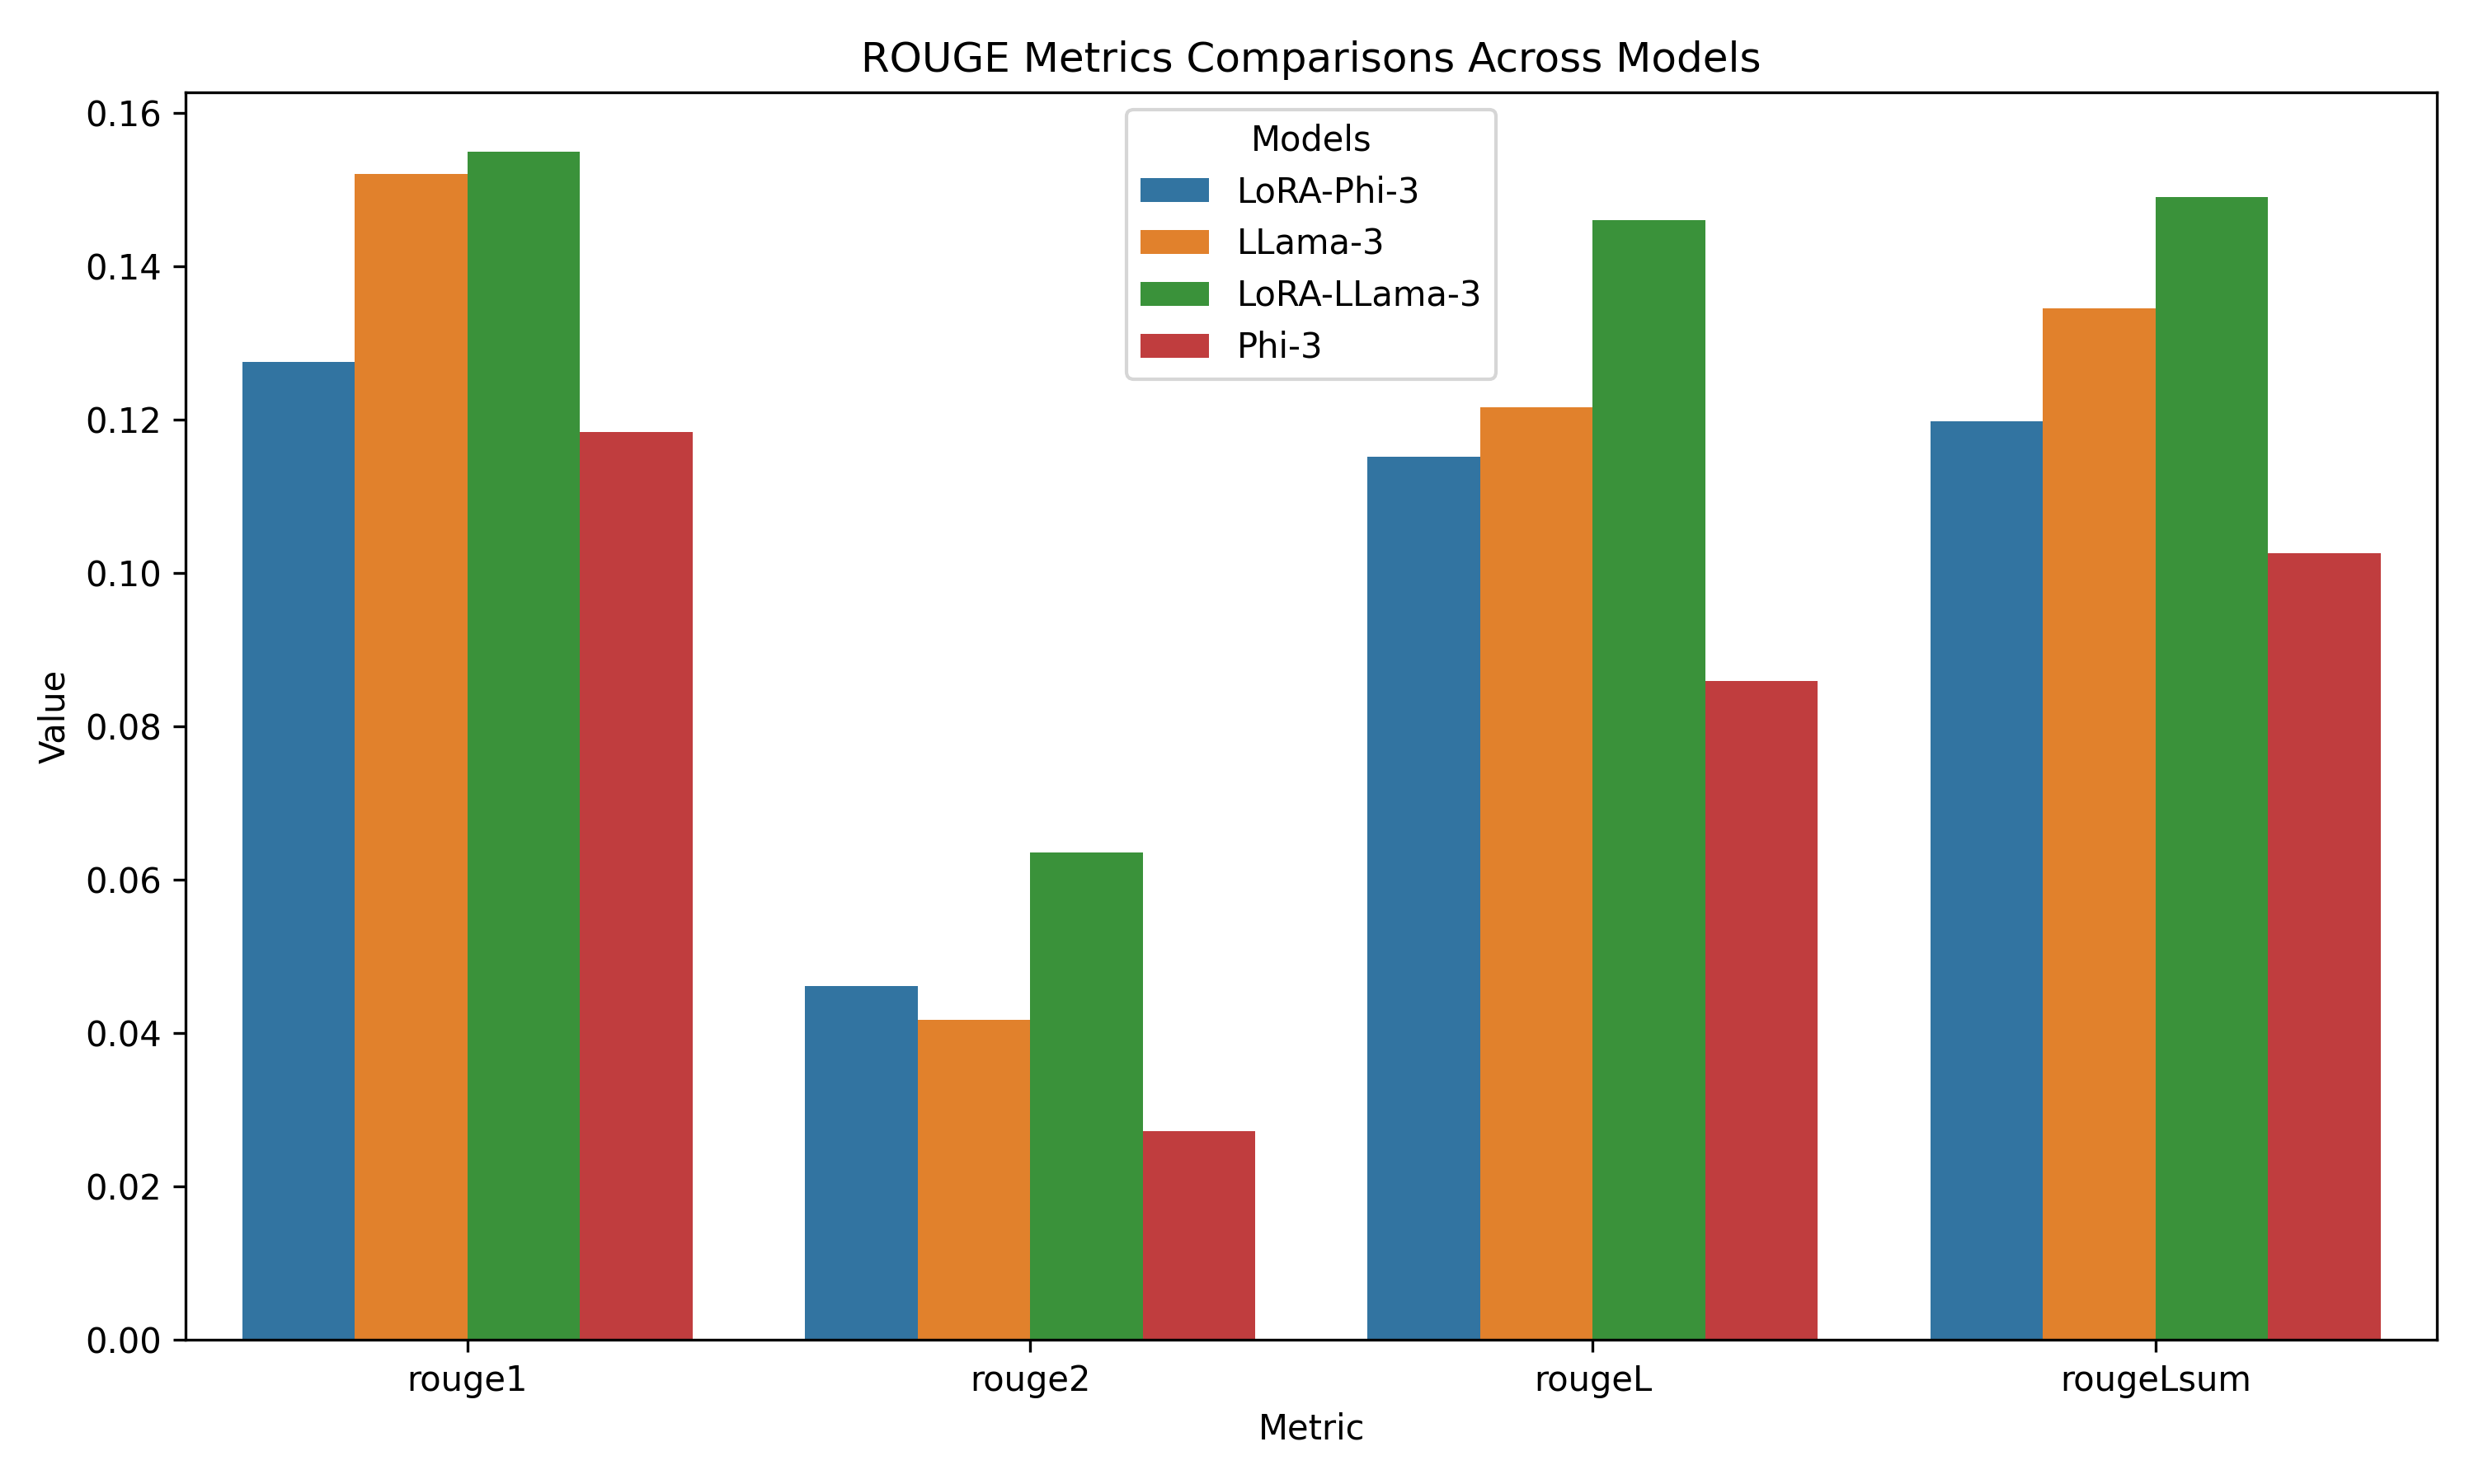 ROUGE Metrics Comparisons Across Models
Models
LoRA-Phi-3
LLama-3
LoRA-LLama-3
Phi-3
Value
0.16
0.14
0.12
0.10
0.08
0.06
0.04
0.02
0.00
rouge1
rouge2
rougeL
rougeLsum
Metric